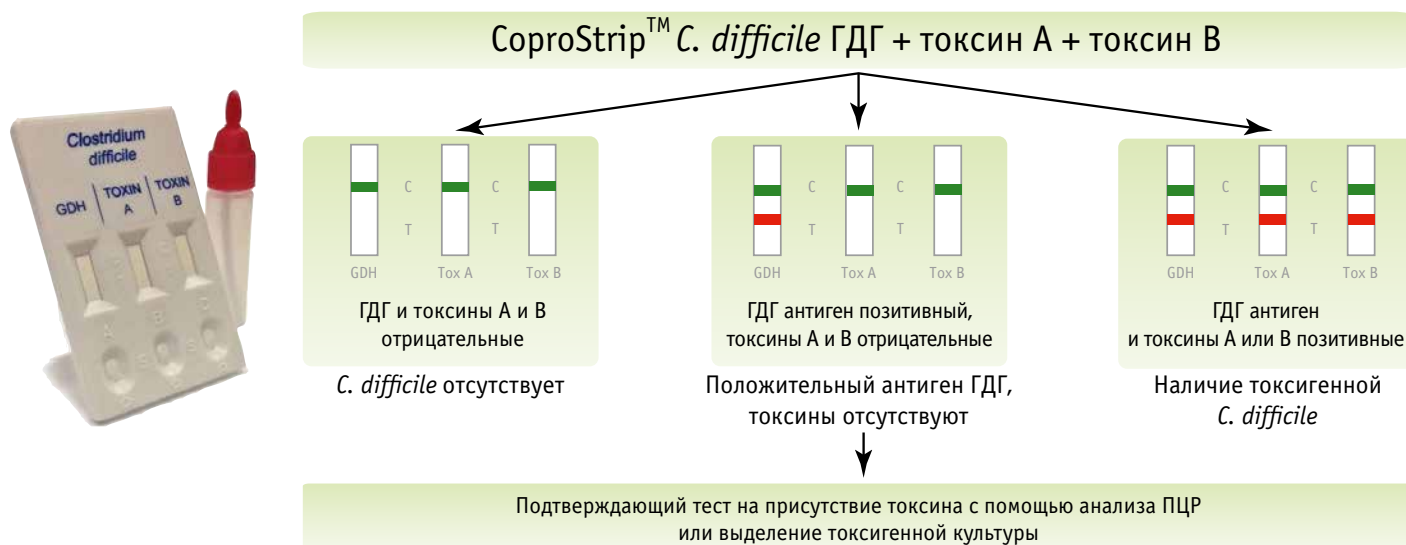 CoproStrip™ C. difficile ГДГ + токсин А + токсин В
Clostridium
difficile
GDH
TOXIN
A
TOXIN
B
C C
T T
GDH Tox A Tox B
ГДГ и токсины А и В
отрицательные
C. difficile отсутствует
C C
T T
GDH Tox A Tox B
ГДГ антиген позитивный,
токсины А и В отрицательные
Положительный антиген ГДГ,
токсины отсутствуют
C C
T T
GDH Tox A Tox B
ГДГ антиген
и токсины А или В позитивные
Наличие токсигенной
C. difficile
Подтверждающий тест на присутствие токсина с помощью анализа ПЦР
или выделение токсигенной культуры